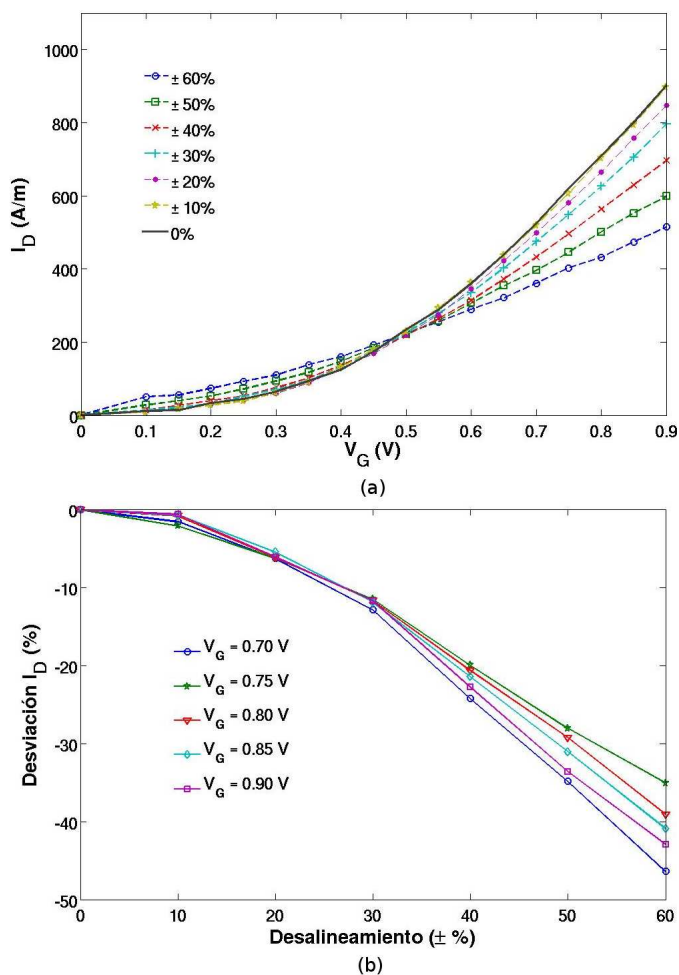 1000
800
600
400
200
0
I_D (A/m)
± 60%
± 50%
± 40%
± 30%
± 20%
± 10%
0%
0 0.1 0.2 0.3 0.4 0.5 0.6 0.7 0.8 0.9
V_G (V)
(a)
0
-10
-20
-30
-40
-50
Desviación I_D (%)
V_G = 0.70 V
V_G = 0.75 V
V_G = 0.80 V
V_G = 0.85 V
V_G = 0.90 V
0 10 20 30 40 50 60
Desalineamiento (± %)
(b)